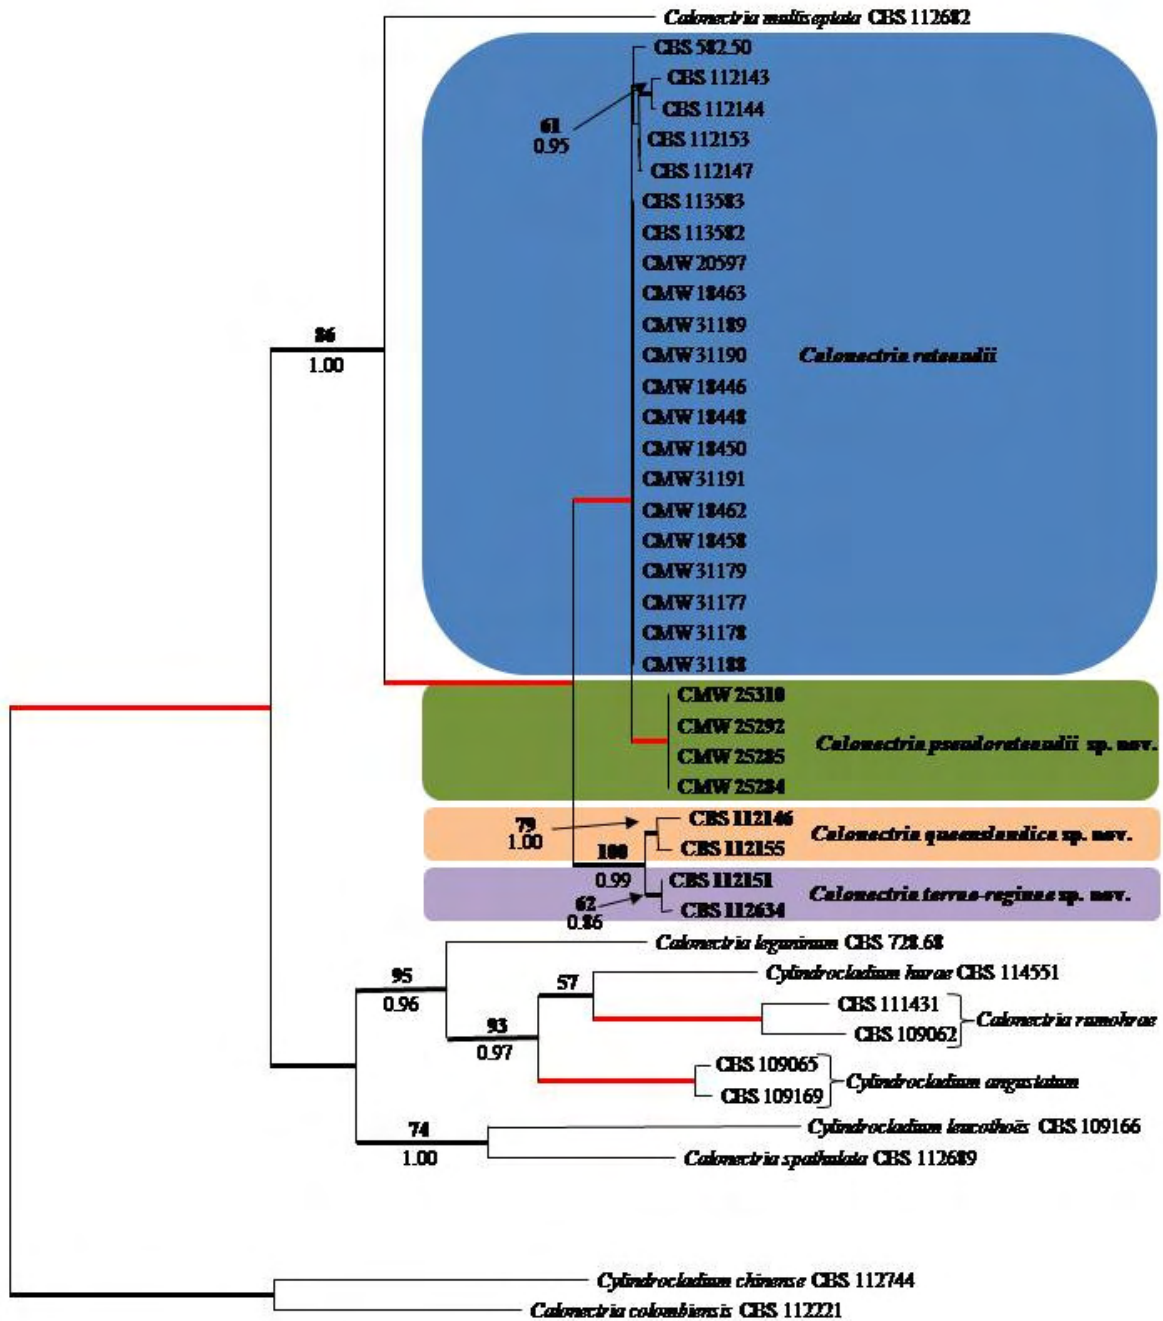 Calonectria multiseptata CBS 112682
CBS 582.50
CBS 112143
CBS 112144
61
0.95
CBS 112153
CBS 112147
CBS 113583
CBS 113582
CMW 20597
CMW 18463
CMW 31189
86
1.00
CMW 31190
Calonectria reteaudii
CMW 18446
CMW 18448
CMW 18450
CMW 31191
CMW 18462
CMW 18458
CMW 31179
CMW 31177
CMW 31178
CMW 31188
CMW 25310
CMW 25292
Calonectria pseudoreteaudii sp. nov.
CMW 25285
CMW 25284
79
1.00
CBS 112146
Calonectria queenslandica sp. nov.
CBS 112155
100
0.99
CBS 112151
Calonectria terrae-reginae sp. nov.
62
0.86
CBS 112634
Calonectria leguminum CBS 728.68
95
0.96
Cylindrocladium hurae CBS 114551
57
CBS 111431
Calonectria rumohrae
93
0.97
CBS 109062
CBS 109065
Cylindrocladium angustatum
CBS 109169
74
1.00
Cylindrocladium leucothoës CBS 109166
Calonectria spathulata CBS 112689
Cylindrocladium chinense CBS 112744
Calonectria colombiensis CBS 112221